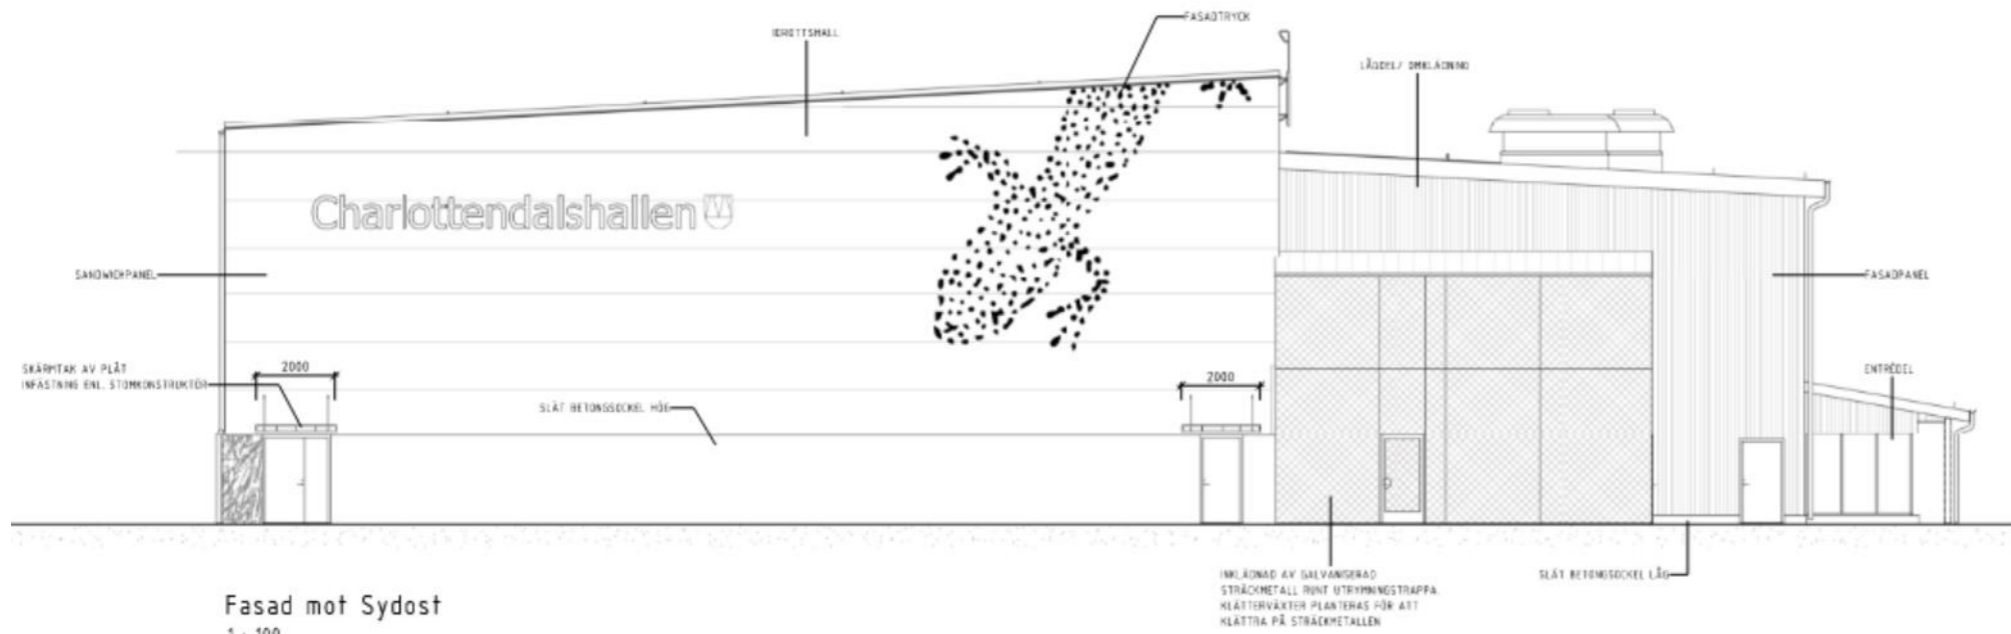 FASADTRYCK
IDROTTSHALL
LÅGDEL/ OMKLÄDNING
Charlottendalshallen
SANDWICHPANEL
FASADPANEL
SKÄRMTAK AV PLÅT
INFÄSTNING ENL. STOMKONSTRUKTÖR
2000
2000
ENTRÉDEL
SLÄT BETONGSOCKEL HÖG
INKLÄDNAD AV GALVANISERAD
STRÄCKMETALL RUNT UTRYMNINGSTRAPPA.
KLÄTTERVÄXTER PLANTERAS FÖR ATT
KLÄTTRA PÅ STRÄCKMETALLEN
SLÄT BETONGSOCKEL LÅG
Fasad mot Sydost
1 : 100